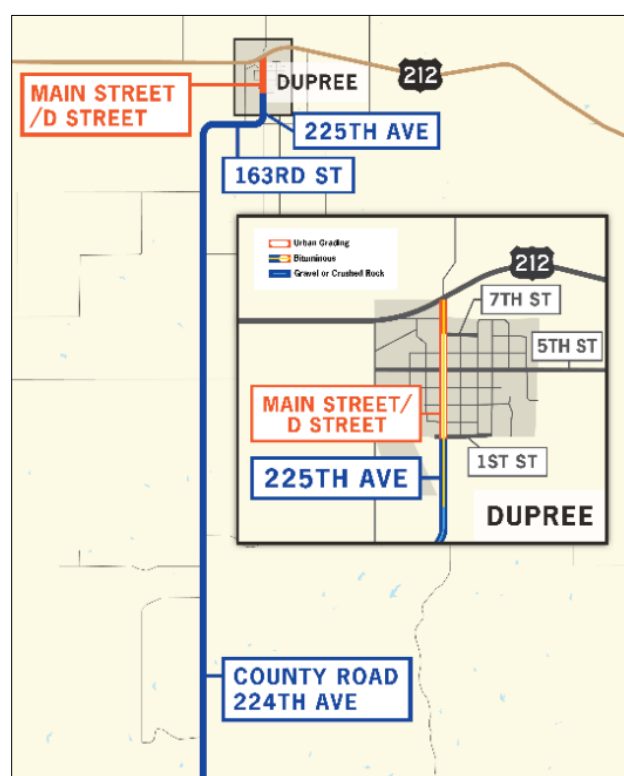 212
MAIN STREET
/D STREET
DUPREE
225TH AVE
163RD ST
Urban Grading
Bituminous
Gravel or Crushed Rock
212
7TH ST
5TH ST
MAIN STREET/
D STREET
1ST ST
225TH AVE
DUPREE
COUNTY ROAD
224TH AVE